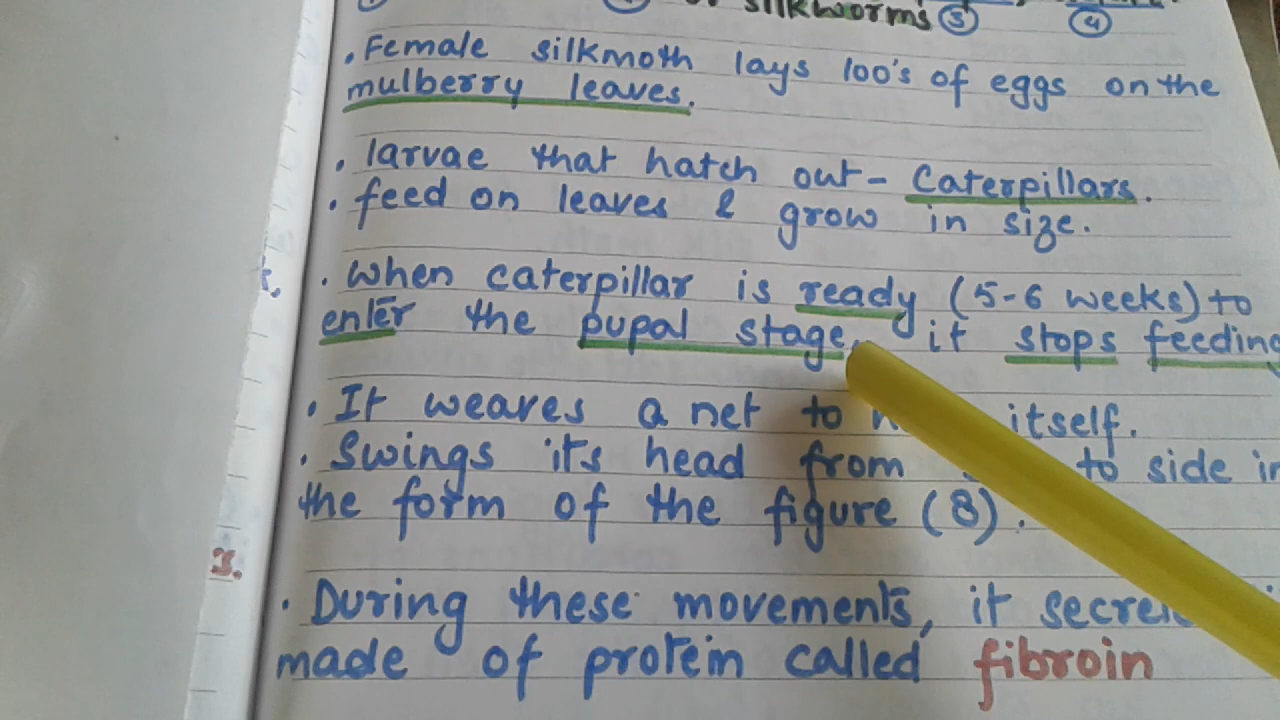 silkworms ③ ④
• Female silkmoth lays 100's of eggs on the
mulberry leaves.
• larvae that hatch out - Caterpillars.
• feed on leaves & grow in size.
• When caterpillar is ready (5-6 weeks) to
enter the pupal stage, it stops feeding
• It weaves a net to itself.
• Swings its head from to side in
the form of the figure (8).
• During these movements, it
made of protein called fibroin